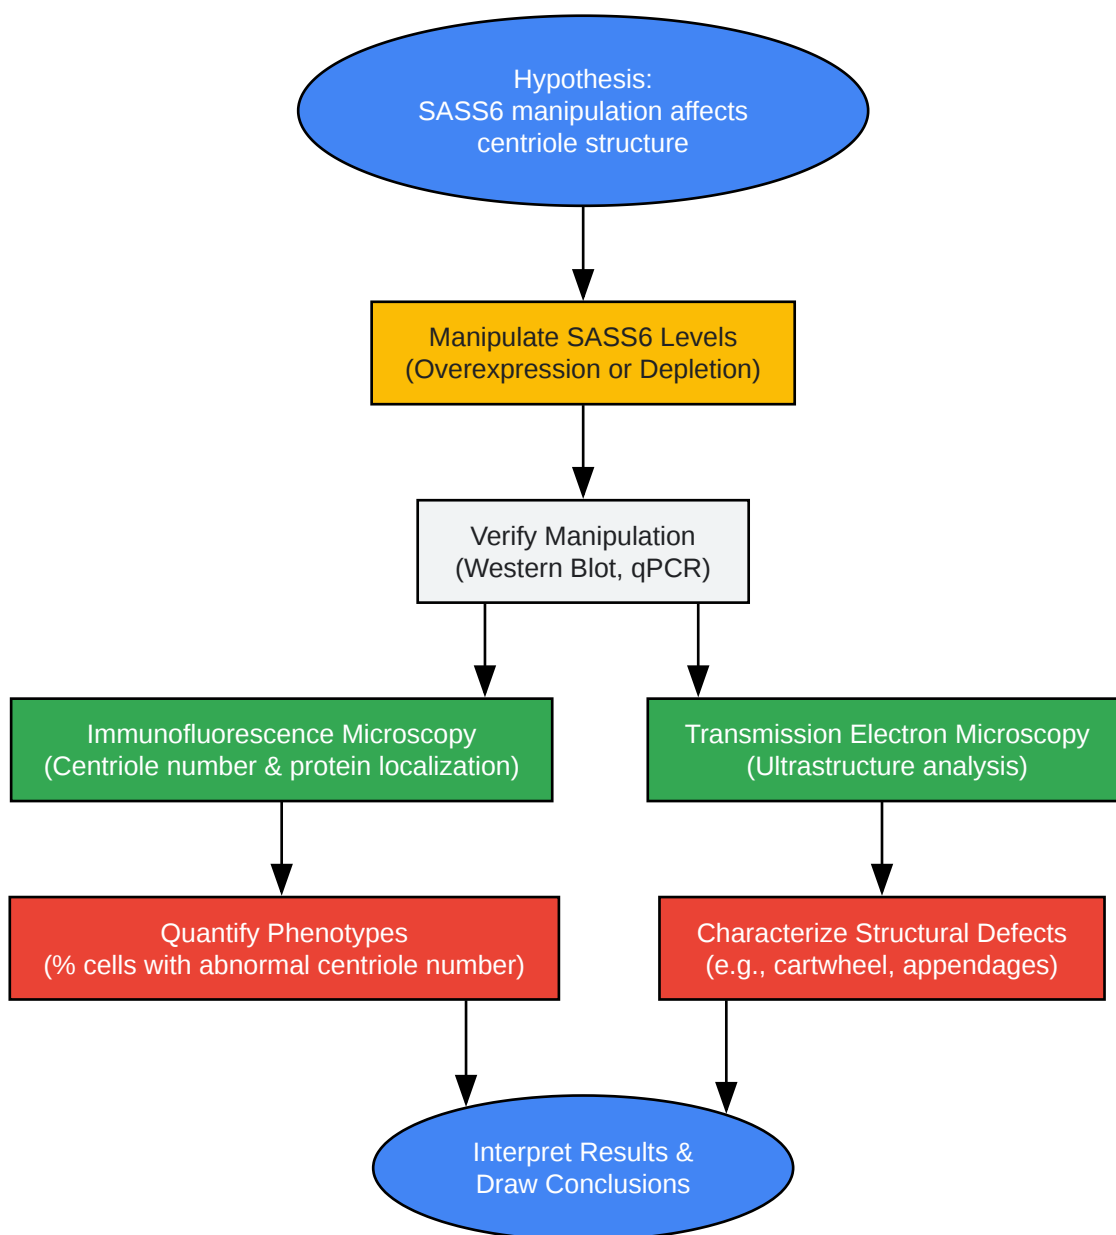 Hypothesis:
SASS6 manipulation affects
centriole structure
Manipulate SASS6 Levels
(Overexpression or Depletion)
Verify Manipulation
(Western Blot, qPCR)
Immunofluorescence Microscopy
(Centriole number & protein localization)
Transmission Electron Microscopy
(Ultrastructure analysis)
Quantify Phenotypes
(% cells with abnormal centriole number)
Characterize Structural Defects
(e.g., cartwheel, appendages)
Interpret Results &
Draw Conclusions